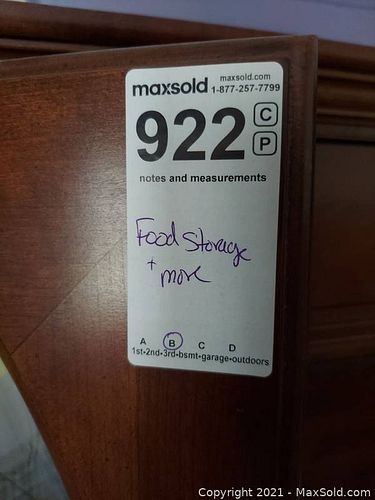 maxsold maxsold.com
1-877-257-7799
922 C
P
notes and measurements
Food Storage
+
more
A B C D
1st-2nd-3rd-bsmt-garage-outdoors
Copyright 2021 - MaxSold.com